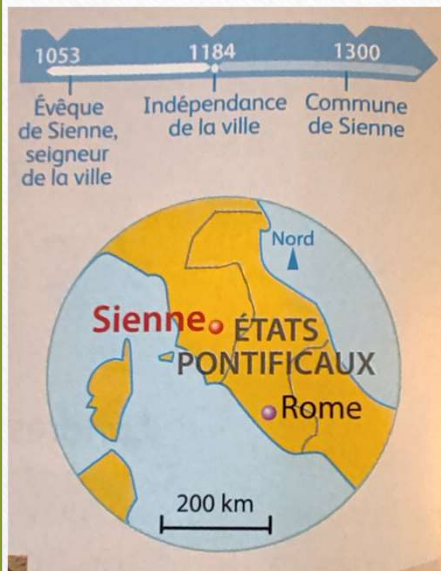 1053 1184 1300
Évêque
de Sienne,
seigneur
de la ville
Indépendance
de la ville
Commune
de Sienne
Nord
Sienne
ÉTATS
PONTIFICAUX
Rome
200 km